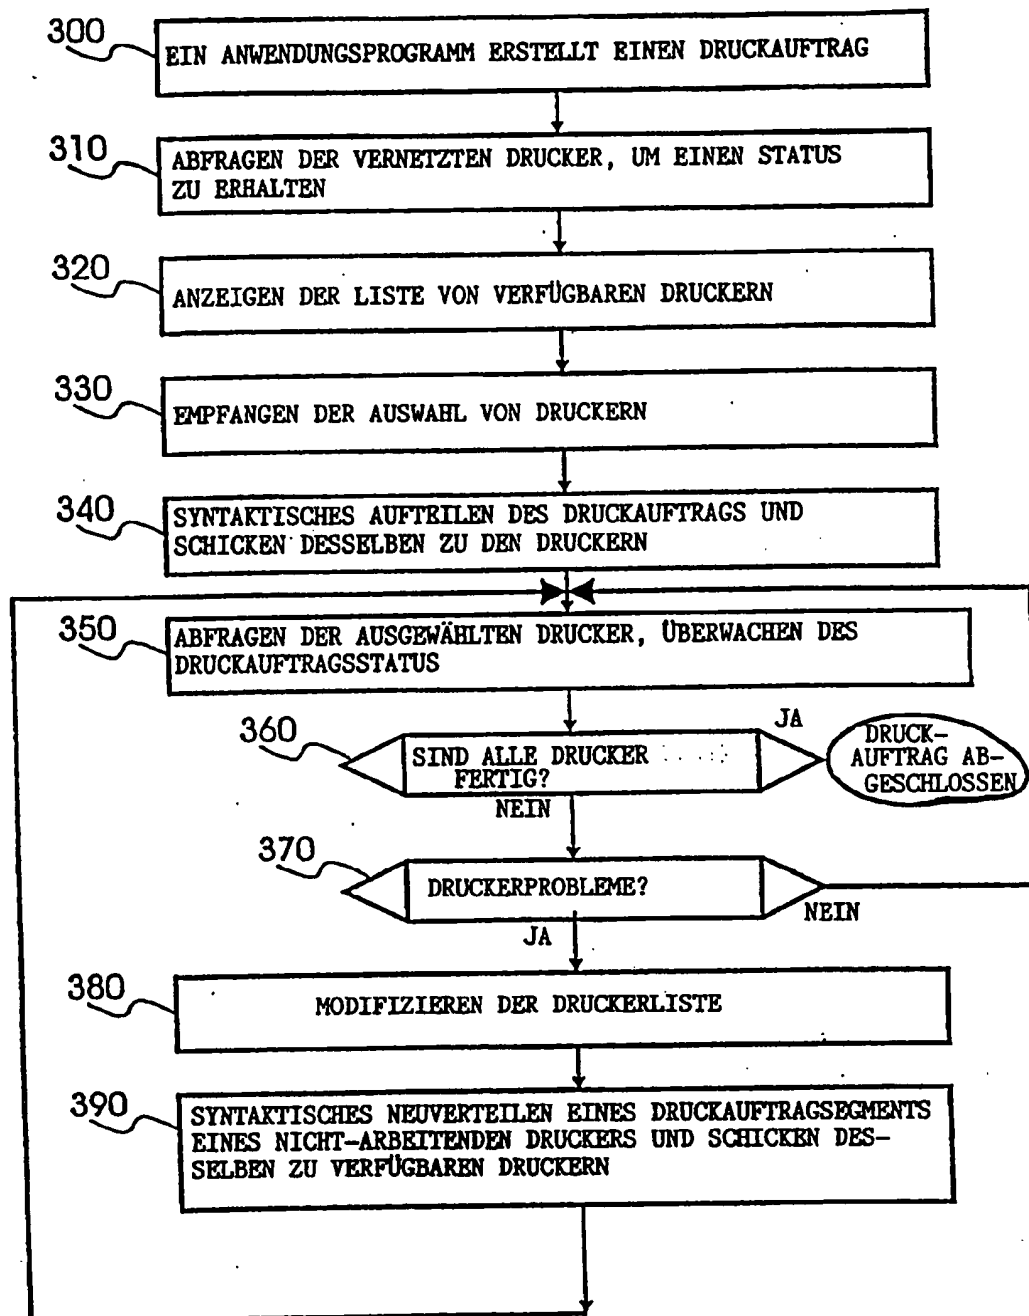 300
EIN ANWENDUNGSPROGRAMM ERSTELLT EINEN DRUCKAUFTRAG
310
ABFRAGEN DER VERNETZTEN DRUCKER, UM EINEN STATUS
ZU ERHALTEN
320
ANZEIGEN DER LISTE VON VERFÜGBAREN DRUCKERN
330
EMPFANGEN DER AUSWAHL VON DRUCKERN
340
SYNTAKTISCHES AUFTEILEN DES DRUCKAUFTRAGS UND
SCHICKEN DESSELBEN ZU DEN DRUCKERN
350
ABFRAGEN DER AUSGEWÄHLTEN DRUCKER, ÜBERWACHEN DES
DRUCKAUFTRAGSSTATUS
360
SIND ALLE DRUCKER
FERTIG?
JA
DRUCK-
AUFTRAG AB-
GESCHLOSSEN
NEIN
370
DRUCKERPROBLEME?
NEIN
JA
380
MODIFIZIEREN DER DRUCKERLISTE
390
SYNTAKTISCHES NEUVERTEILEN EINES DRUCKAUFTRAGSEGMENTS
EINES NICHT-ARBEITENDEN DRUCKERS UND SCHICKEN DES-
SELBEN ZU VERFÜGBAREN DRUCKERN